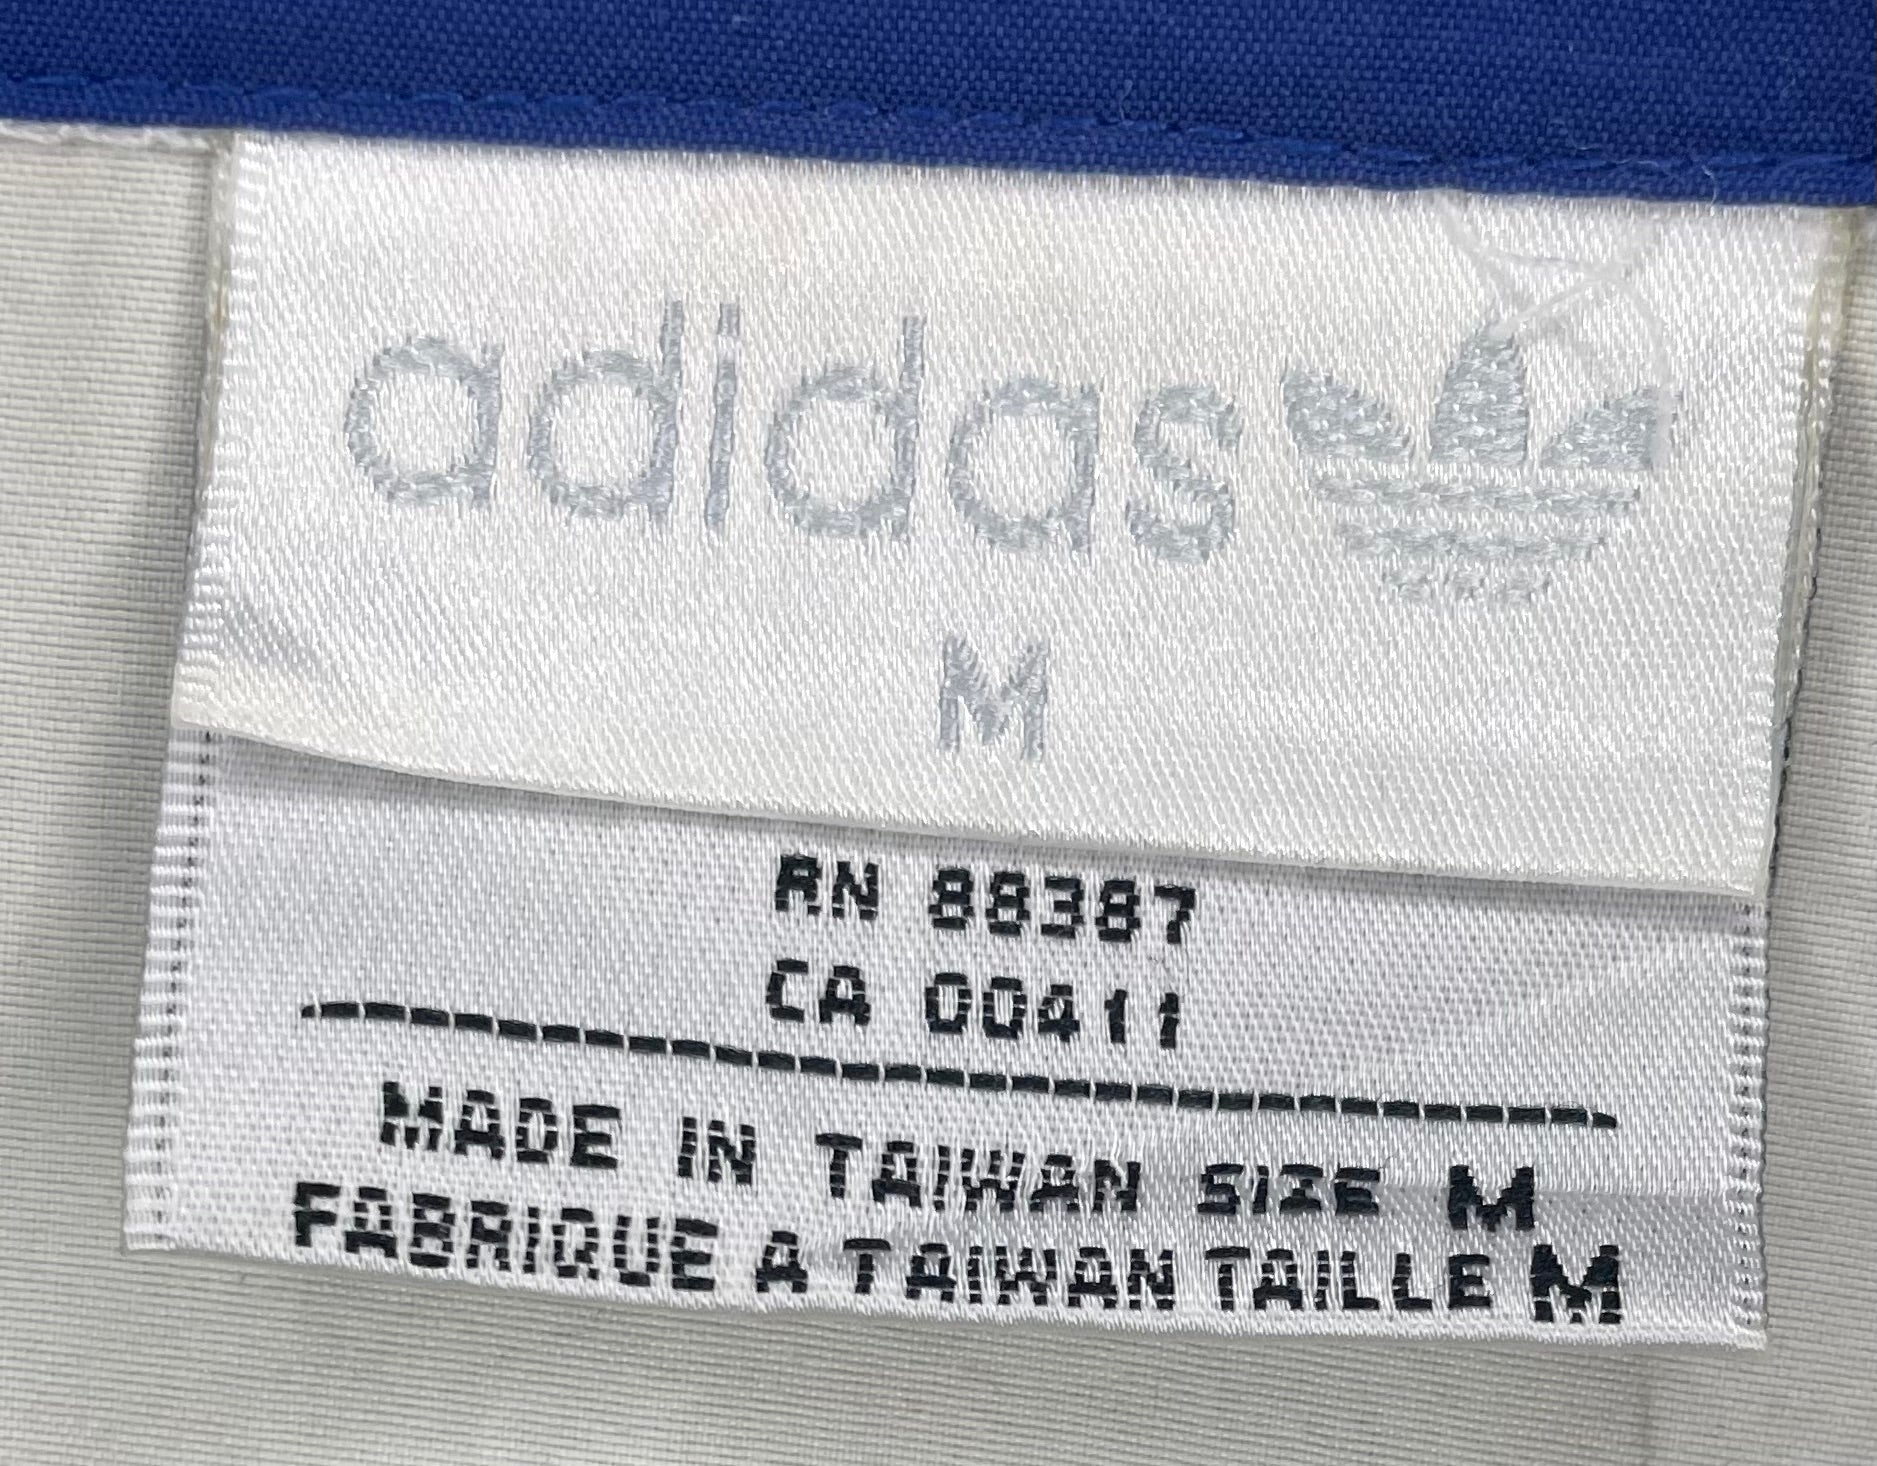 adidas
M
RN 88387
CA 00411
MADE IN TAIWAN SIZE M
FABRIQUE A TAIWAN TAILLE M